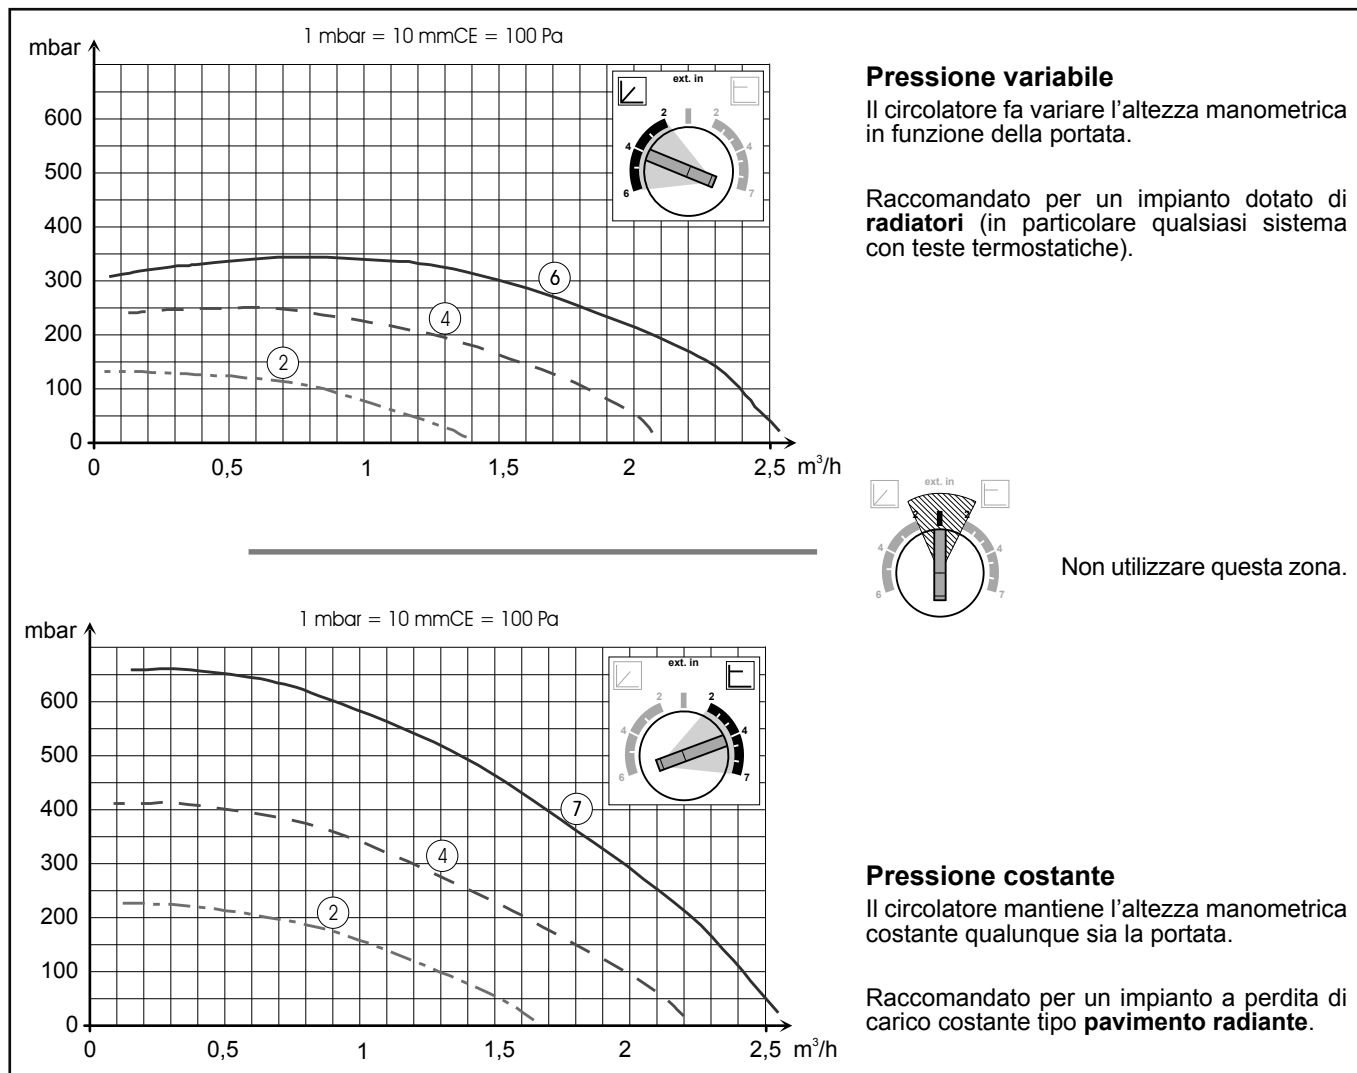 1 mbar = 10 mmCE = 100 Pa
mbar
600
500
400
300
200
100
0
0 0,5 1 1,5 2 2,5 m³/h
6
4
2
ext. in
2 2
4 4
6 7
Pressione variabile
Il circolatore fa variare l'altezza manometrica
in funzione della portata.
Raccomandato per un impianto dotato di
radiatori (in particolare qualsiasi sistema
con teste termostatiche).
ext. in
2 2
4 4
6 7
Non utilizzare questa zona.
1 mbar = 10 mmCE = 100 Pa
mbar
600
500
400
300
200
100
0
0 0,5 1 1,5 2 2,5 m³/h
7
4
2
ext. in
2 2
4 4
6 7
Pressione costante
Il circolatore mantiene l'altezza manometrica
costante qualunque sia la portata.
Raccomandato per un impianto a perdita di
carico costante tipo pavimento radiante.